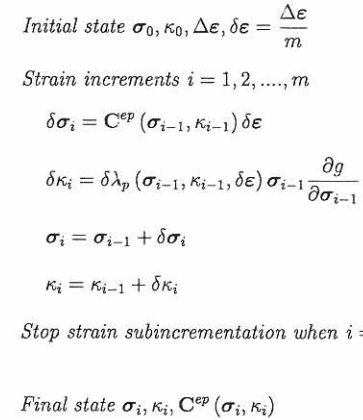 Initial state σ₀, κ₀, Δε, δε = Δε/m
Strain increments i = 1, 2, ...., m
δσᵢ = Cᵉᵖ (σᵢ₋₁, κᵢ₋₁) δε
δκᵢ = δλₚ (σᵢ₋₁, κᵢ₋₁, δε) σᵢ₋₁ ∂g/∂σᵢ₋₁
σᵢ = σᵢ₋₁ + δσᵢ
κᵢ = κᵢ₋₁ + δκᵢ
Stop strain subincrementation when i =
Final state σᵢ, κᵢ, Cᵉᵖ (σᵢ, κᵢ)